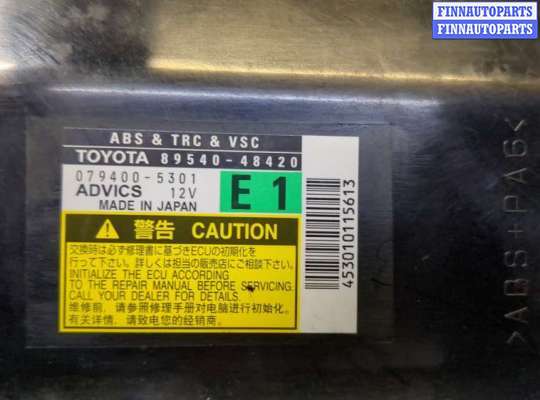 FINNAUTOPARTS
FINNAUTOPARTS
ABS & TRC & VSC
TOYOTA 89540-48420
079400-5301
ADVICS 12V
MADE IN JAPAN
E1
警告 CAUTION
交換時は必ず修理書に基づきECUの初期化を
行って下さい。詳しくは担当の販売店にご相談下さい。
INITIALIZE THE ECU ACCORDING
TO THE REPAIR MANUAL BEFORE SERVICING.
CALL YOUR DEALER FOR DETAILS.
维修前，请参照修理手册对电脑进行初始化。
有关详情，请致电您的经销商。
453010115613
>ABS+PA6<